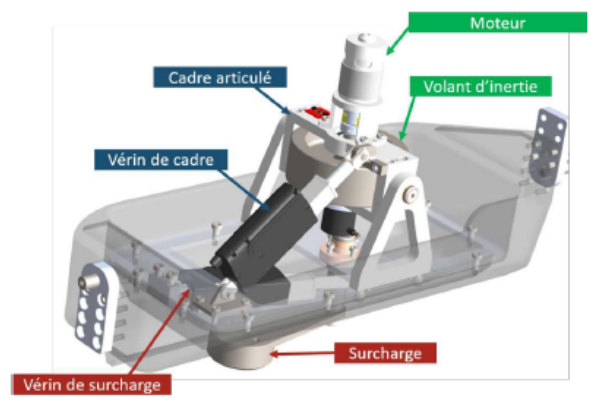 Moteur
Cadre articulé
Volant d'inertie
Vérin de cadre
Surcharge
Vérin de surcharge